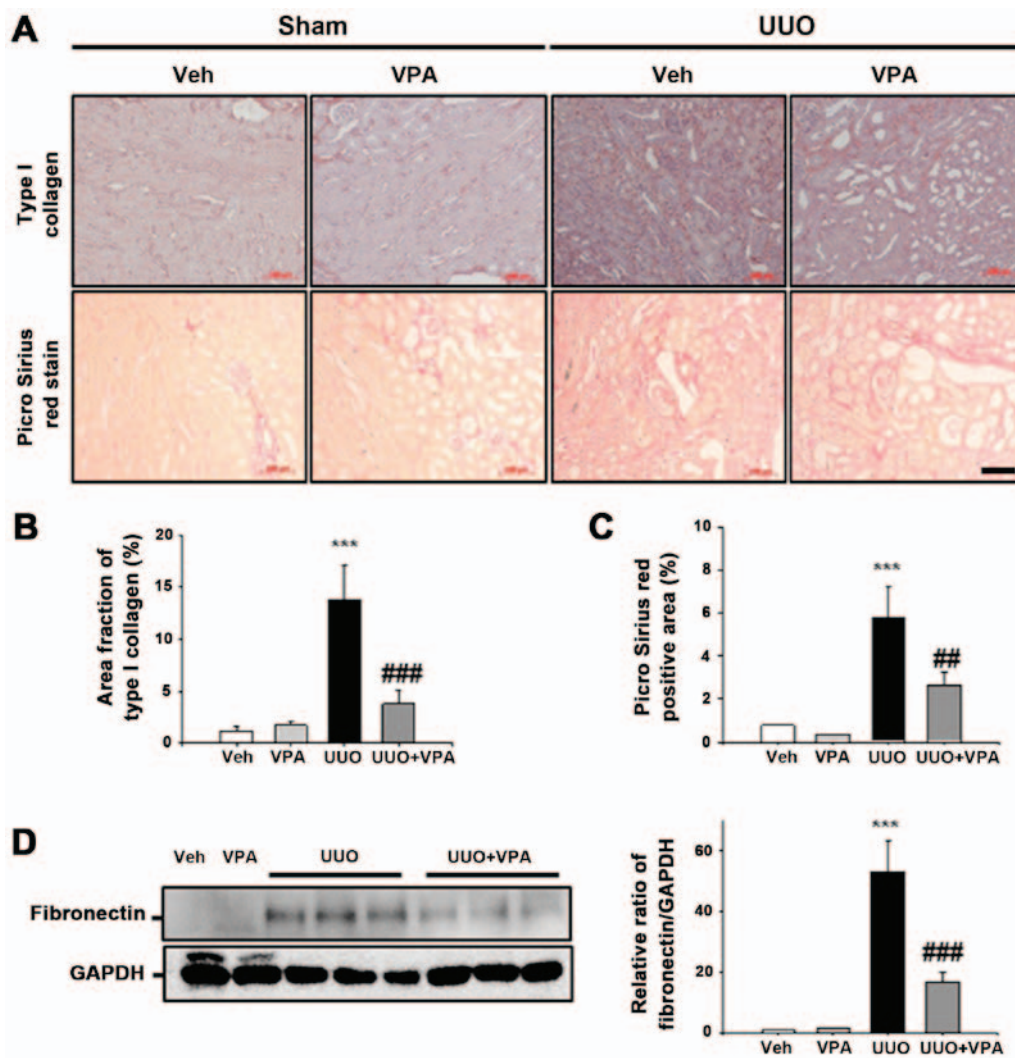 A
Sham
UUO
Veh
VPA
Veh
VPA
Type I
collagen
Picro Sirius
red stain
B
Area fraction of
type I collagen (%)
20
15
10
5
0
***
###
Veh
VPA
UUO
UUO+VPA
C
Picro Sirius red
positive area (%)
10
8
6
4
2
0
***
##
Veh
VPA
UUO
UUO+VPA
D
Veh
VPA
UUO
UUO+VPA
Fibronectin
GAPDH
Relative ratio of
fibronectin/GAPDH
60
40
20
0
***
###
Veh
VPA
UUO
UUO+VPA